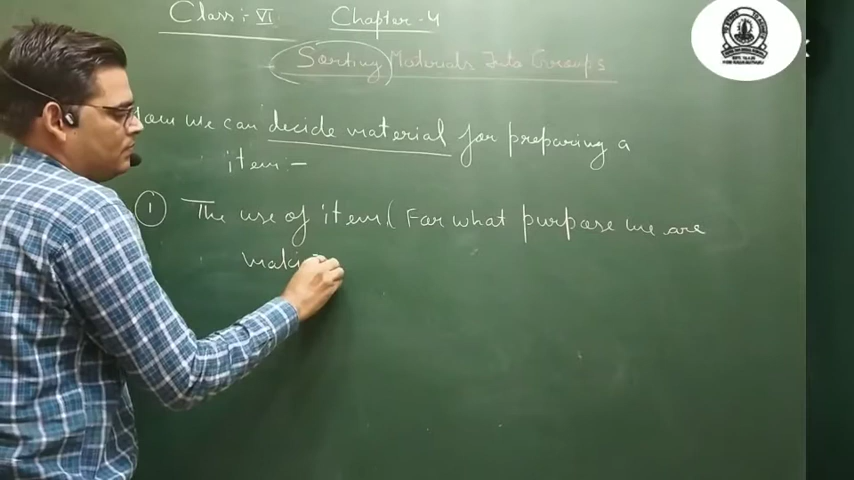 Class:- VI Chapter-4
Sorting Materials Into Groups
How we can decide material for preparing a
item:-
1 The use of item ( For what purpose we are
making